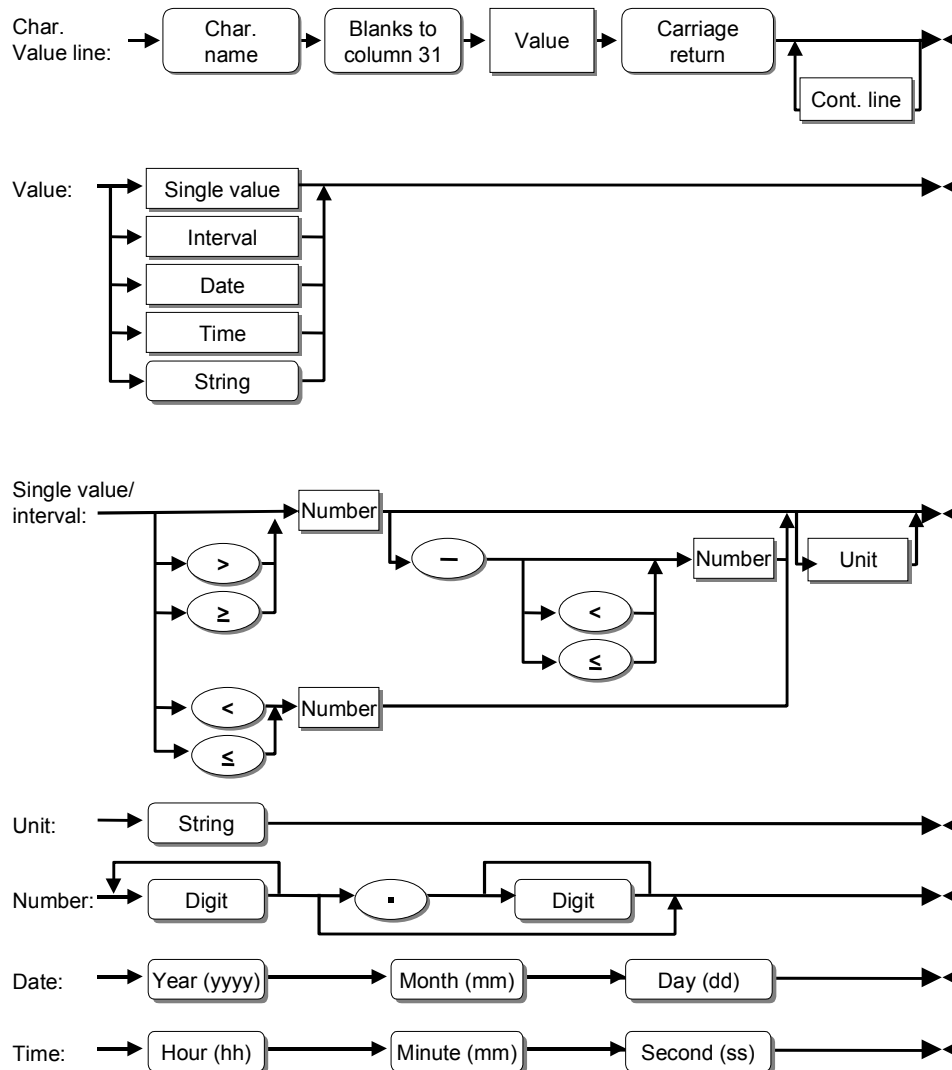 Char.
Value line:
Char.
name
Blanks to
column 31
Value
Carriage
return
Cont. line
Value:
Single value
Interval
Date
Time
String
Single value/
interval:
>
≥
<
≤
Number
–
<
≤
Number
Number
Unit
Unit:
String
Number:
Digit
.
Digit
Date:
Year (yyyy)
Month (mm)
Day (dd)
Time:
Hour (hh)
Minute (mm)
Second (ss)